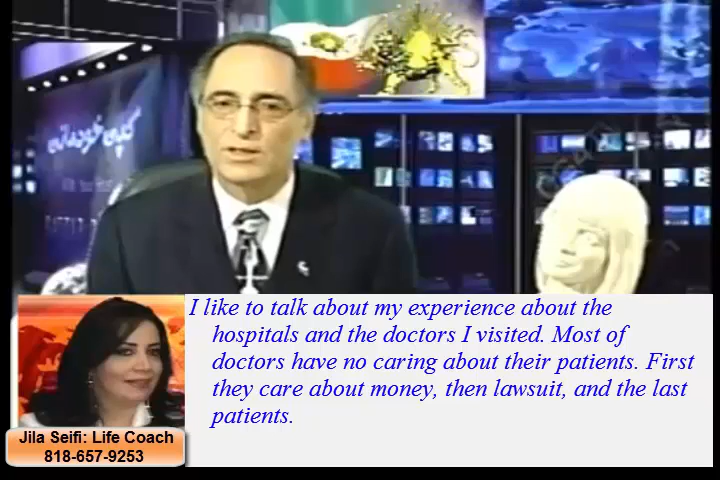 گپی خودمانی
I like to talk about my experience about the
hospitals and the doctors I visited. Most of
doctors have no caring about their patients. First
they care about money, then lawsuit, and the last
patients.
Jila Seifi: Life Coach
818-657-9253